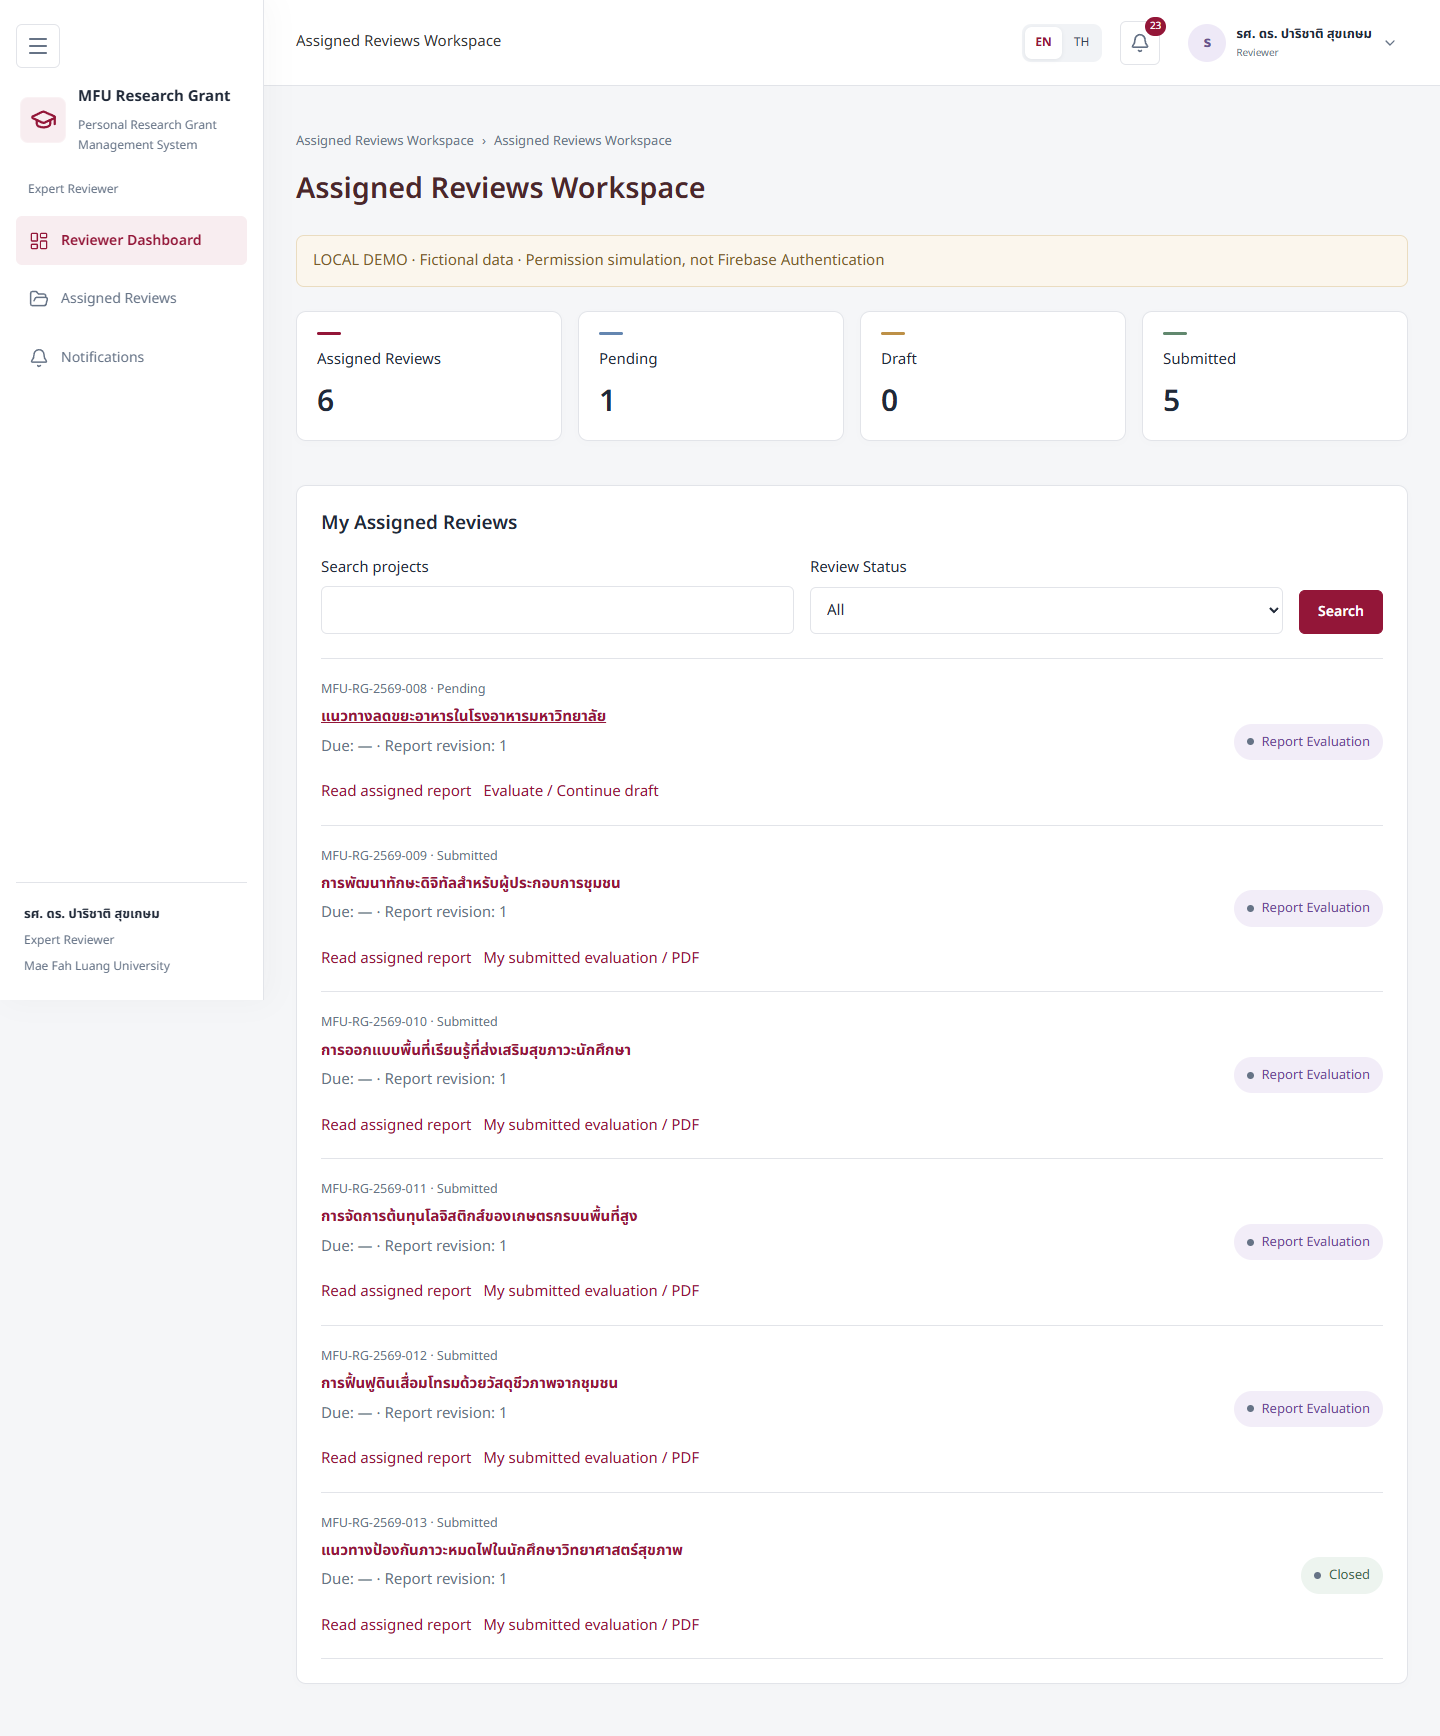 MFU Research Grant
Personal Research Grant
Management System
Expert Reviewer
Reviewer Dashboard
Assigned Reviews
Notifications
รศ. ดร. ปาริชาติ สุขเกษม
Expert Reviewer
Mae Fah Luang University
Assigned Reviews Workspace
EN TH
23
ร
รศ. ดร. ปาริชาติ สุขเกษม
Reviewer
Assigned Reviews Workspace › Assigned Reviews Workspace
Assigned Reviews Workspace
LOCAL DEMO · Fictional data · Permission simulation, not Firebase Authentication
Assigned Reviews
6
Pending
1
Draft
0
Submitted
5
My Assigned Reviews
Search projects
Review Status
All
Search
MFU-RG-2569-008 · Pending
แนวทางลดขยะอาหารในโรงอาหารมหาวิทยาลัย
Due: — · Report revision: 1
Report Evaluation
Read assigned report Evaluate / Continue draft
MFU-RG-2569-009 · Submitted
การพัฒนาทักษะดิจิทัลสำหรับผู้ประกอบการชุมชน
Due: — · Report revision: 1
Report Evaluation
Read assigned report My submitted evaluation / PDF
MFU-RG-2569-010 · Submitted
การออกแบบพื้นที่เรียนรู้ที่ส่งเสริมสุขภาวะนักศึกษา
Due: — · Report revision: 1
Report Evaluation
Read assigned report My submitted evaluation / PDF
MFU-RG-2569-011 · Submitted
การจัดการต้นทุนโลจิสติกส์ของเกษตรกรบนพื้นที่สูง
Due: — · Report revision: 1
Report Evaluation
Read assigned report My submitted evaluation / PDF
MFU-RG-2569-012 · Submitted
การฟื้นฟูดินเสื่อมโทรมด้วยวัสดุชีวภาพจากชุมชน
Due: — · Report revision: 1
Report Evaluation
Read assigned report My submitted evaluation / PDF
MFU-RG-2569-013 · Submitted
แนวทางป้องกันภาวะหมดไฟในนักศึกษาวิทยาศาสตร์สุขภาพ
Due: — · Report revision: 1
Closed
Read assigned report My submitted evaluation / PDF